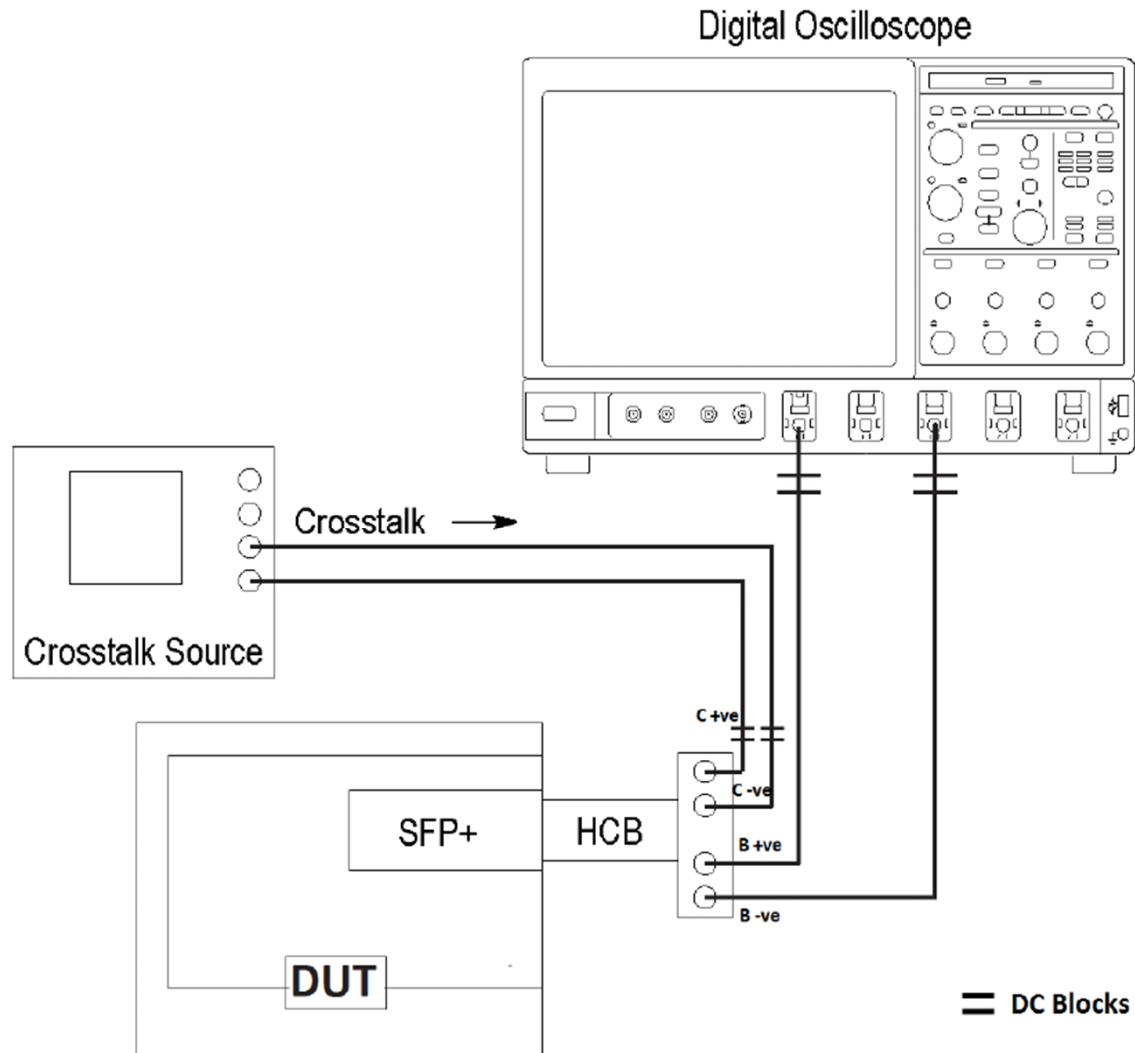 Digital Oscilloscope
Crosstalk
Crosstalk Source
C +ve
C -ve
SFP+
HCB
B +ve
B -ve
DUT
DC Blocks